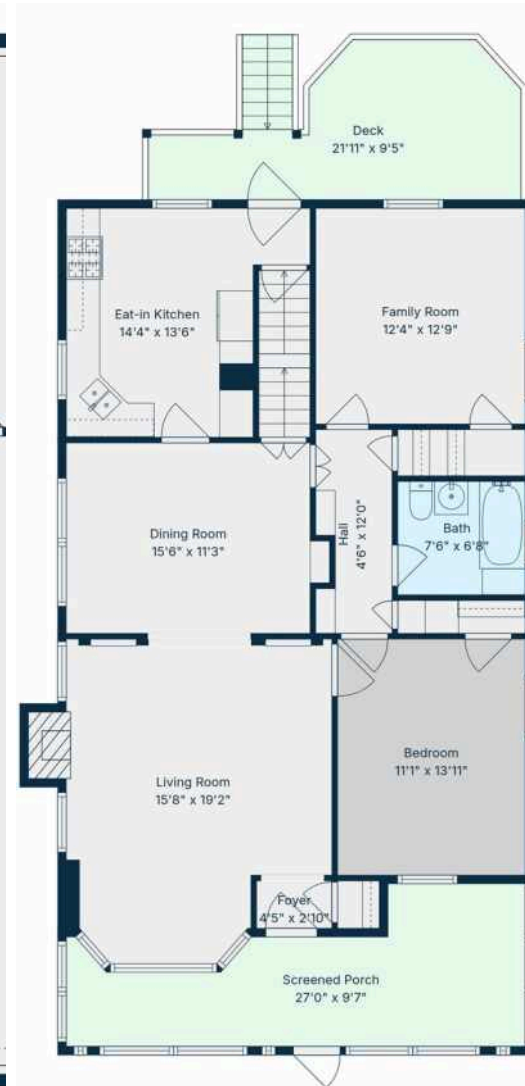 Deck
21'11" x 9'5"
Eat-in Kitchen
14'4" x 13'6"
Family Room
12'4" x 12'9"
Dining Room
15'6" x 11'3"
Hall
4'6" x 12'0"
Bath
7'6" x 6'8"
Living Room
15'8" x 19'2"
Bedroom
11'1" x 13'11"
Foyer
4'5" x 2'10"
Screened Porch
27'0" x 9'7"